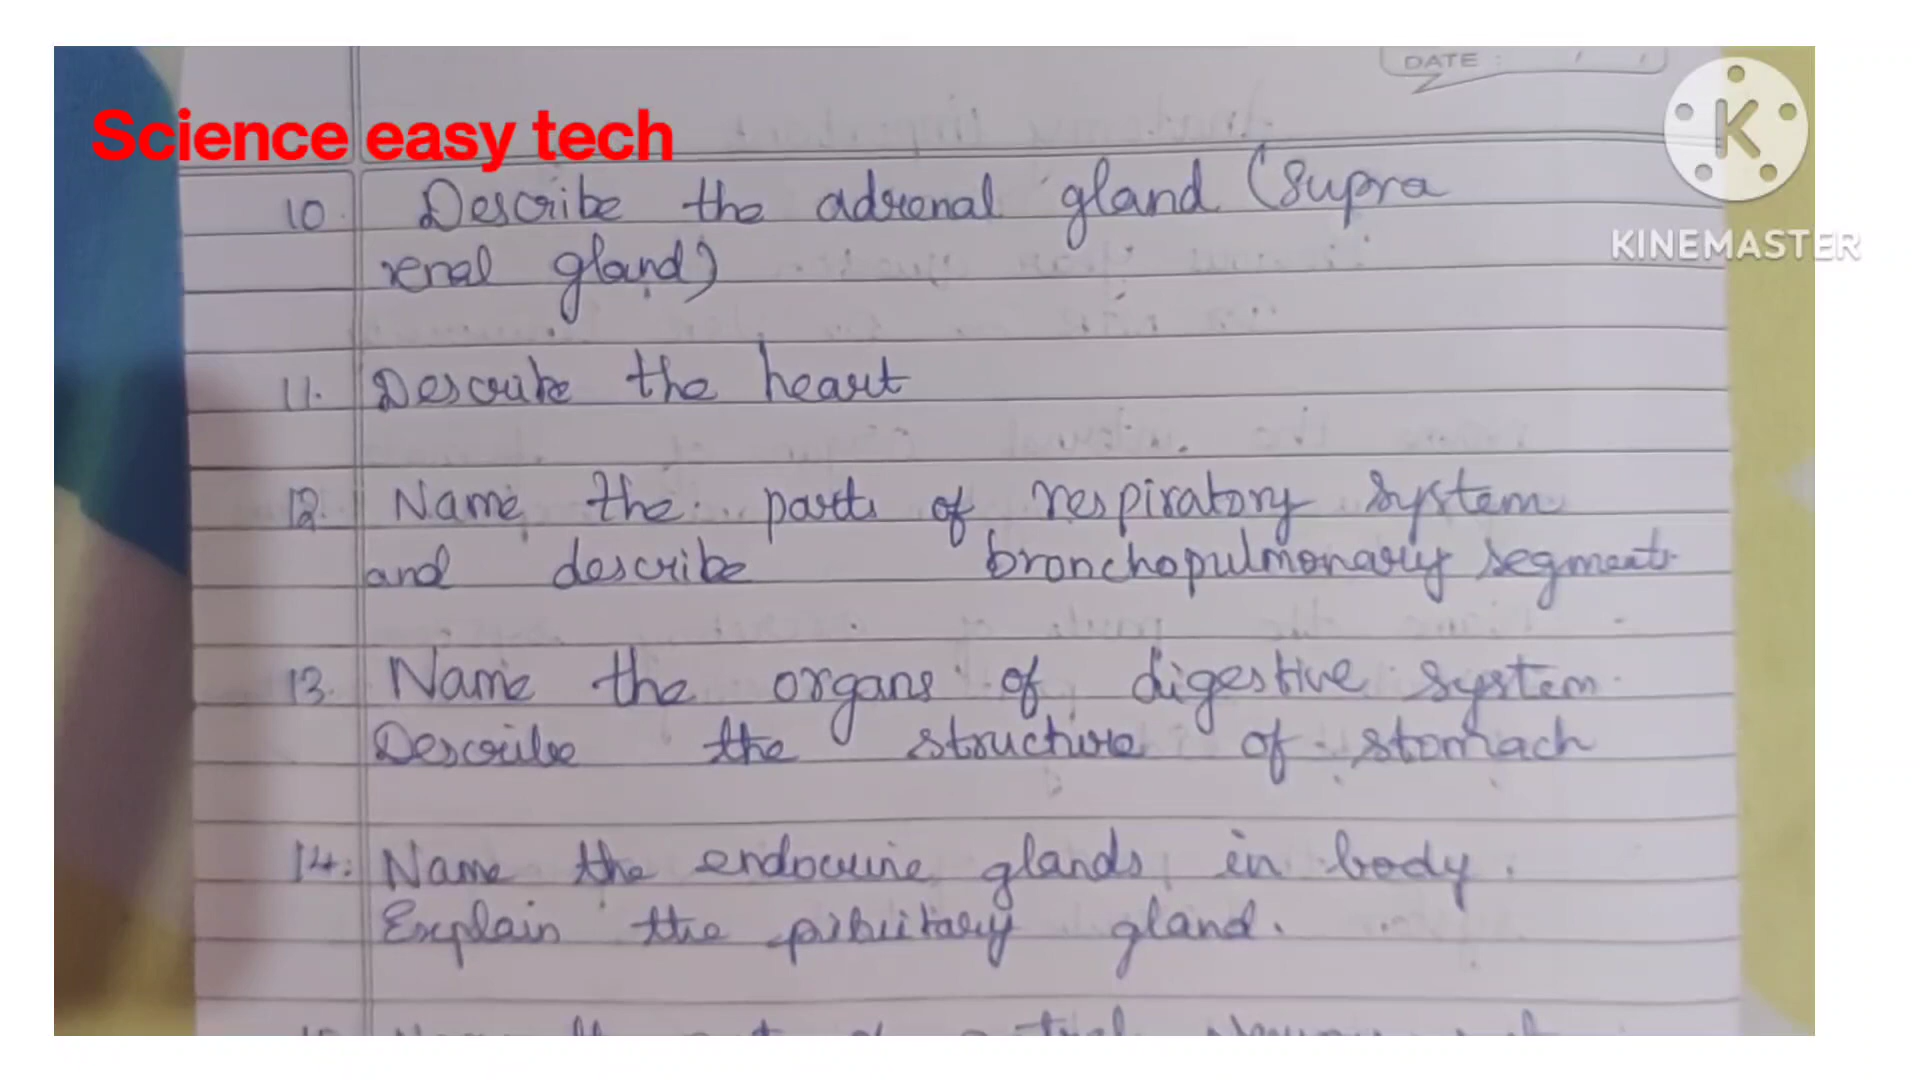 DATE :
Science easy tech
K
KINEMASTER
10. Describe the adrenal gland (Supra
renal gland)
11. Describe the heart
12. Name the parts of respiratory system
and describe bronchopulmonary segments
13. Name the organs of digestive system.
Describe the structure of stomach
14. Name the endocrine glands in body.
Explain the pituitary gland.